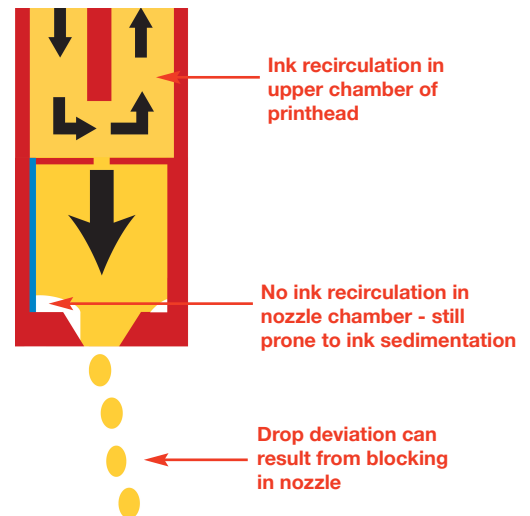 Ink recirculation in
upper chamber of
printhead
No ink recirculation in
nozzle chamber - still
prone to ink sedimentation
Drop deviation can
result from blocking
in nozzle